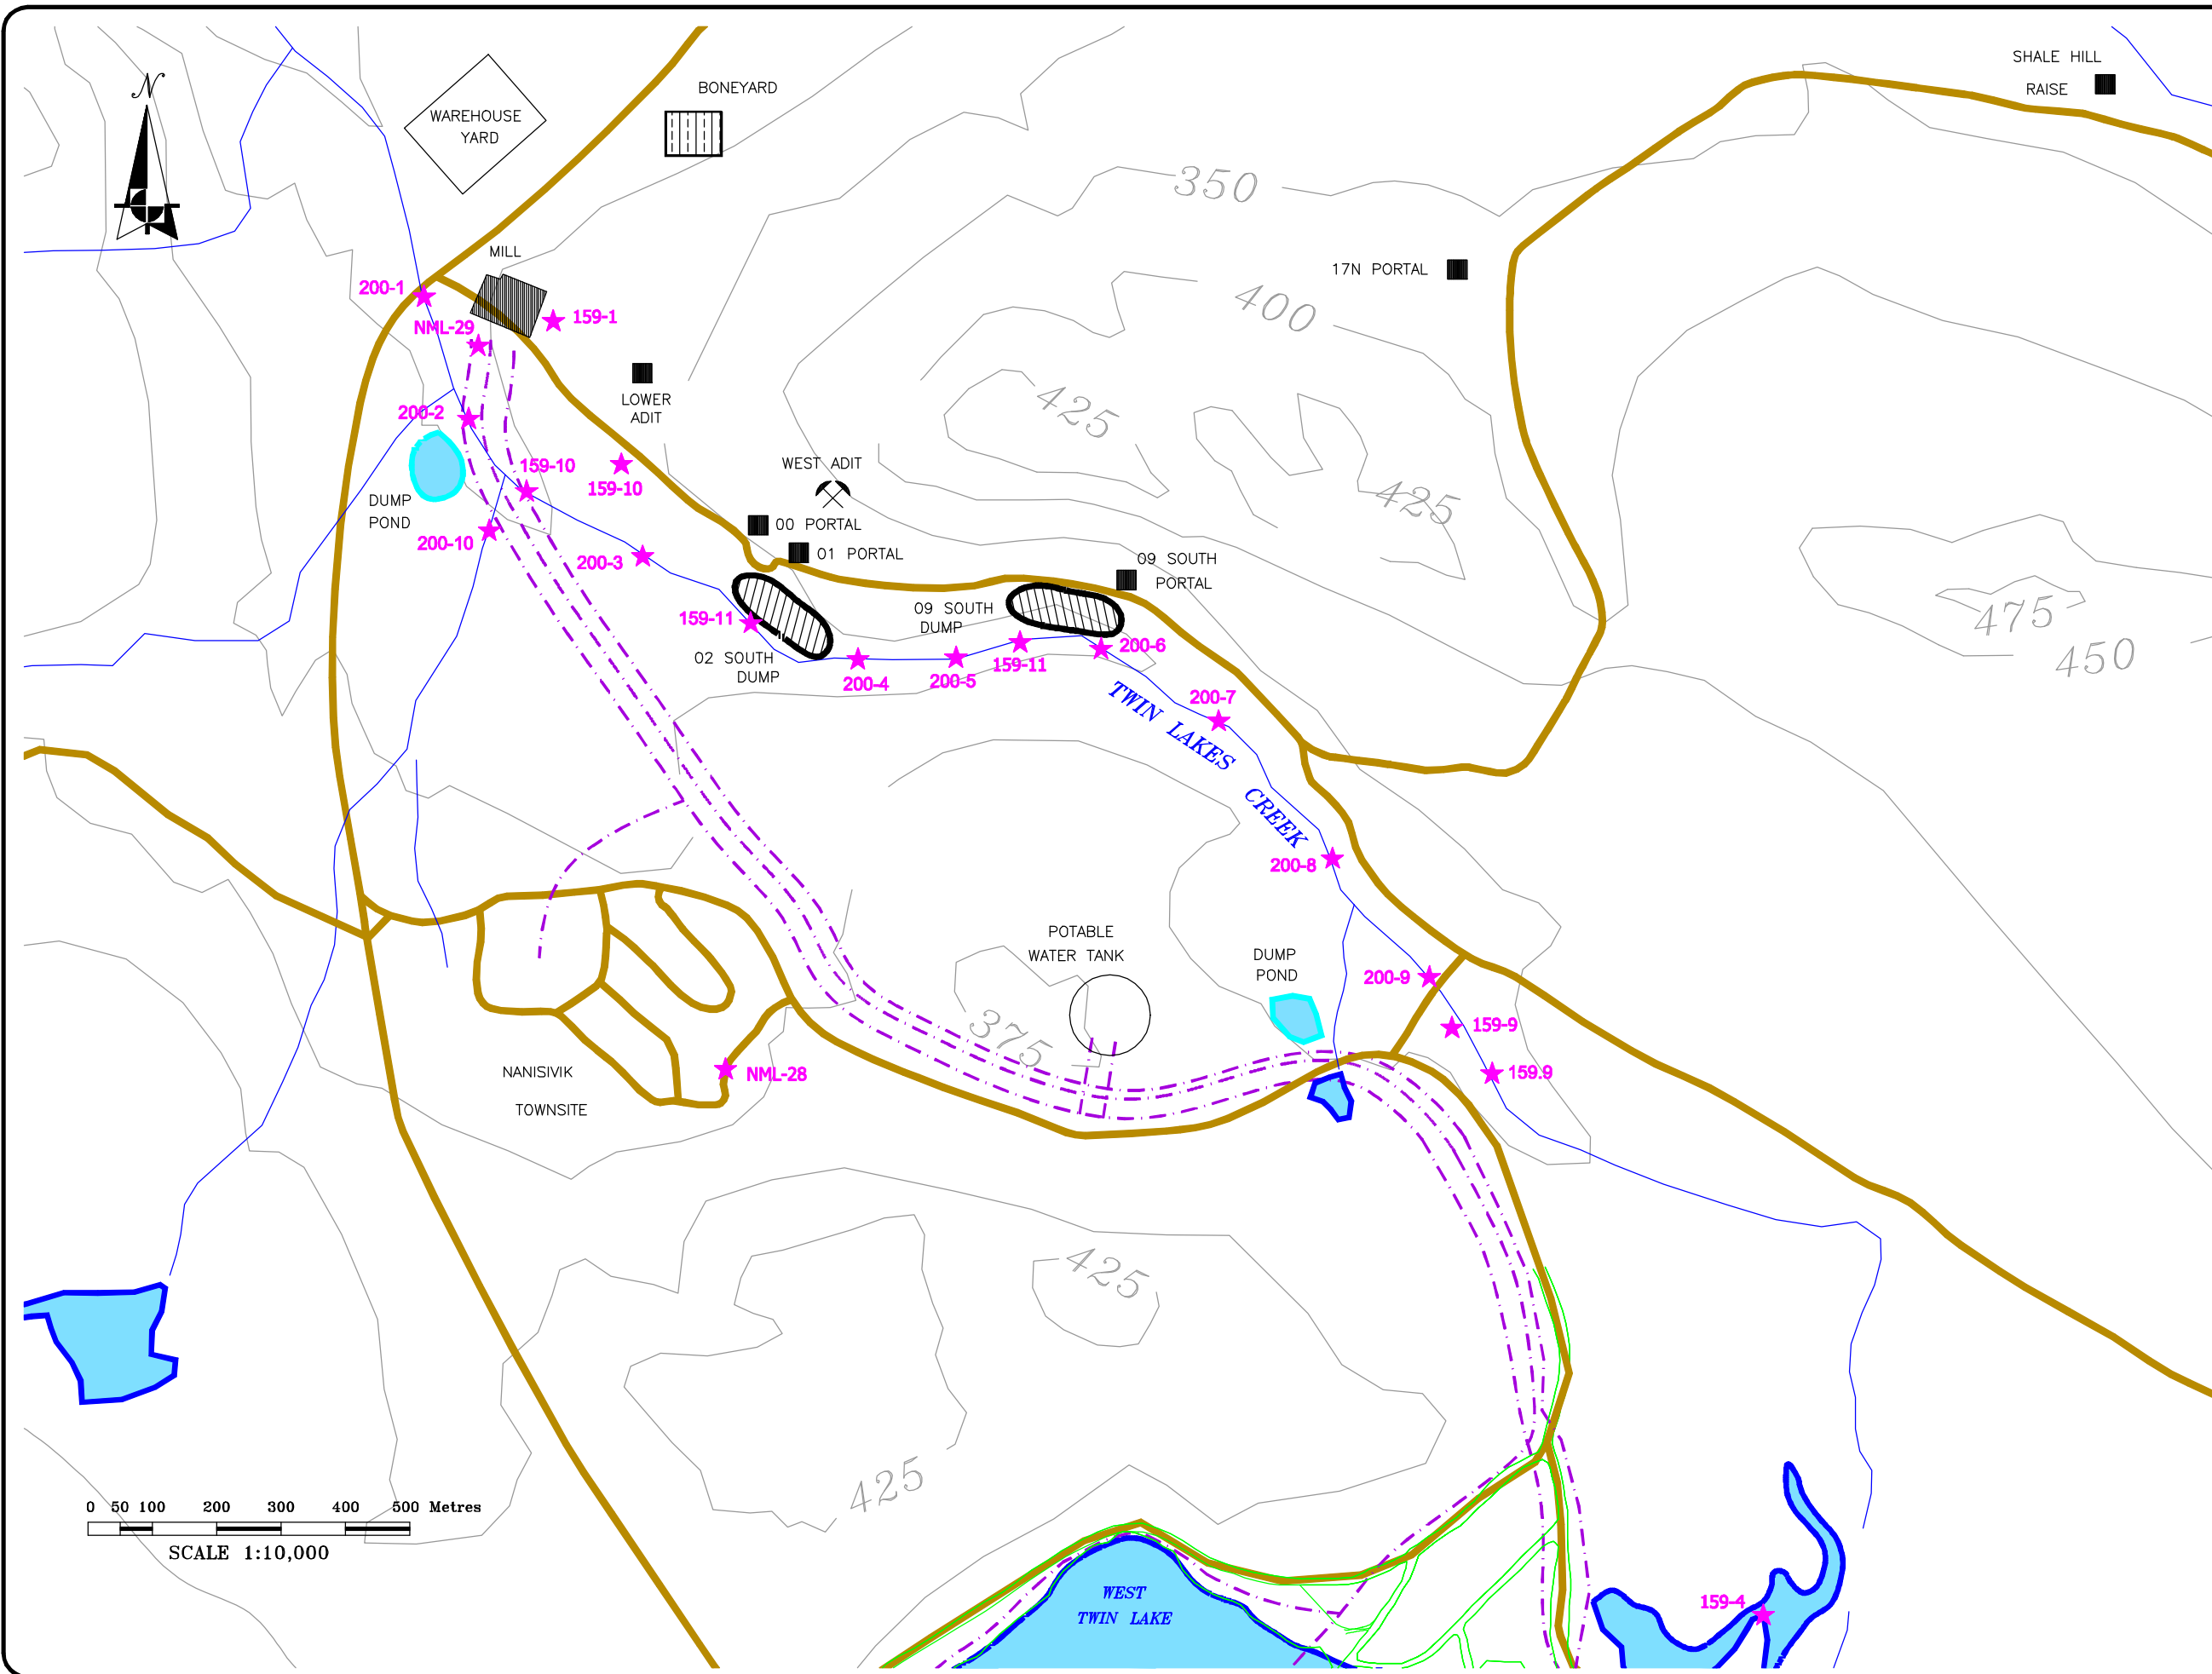 SHALE HILL
RAISE
N
BONEYARD
WAREHOUSE
YARD
350
MILL
17N PORTAL
200-1
400
159-1
NML-29
LOWER
ADIT
425
200-2
WEST ADIT
159-10
159-10
DUMP
POND
425
00 PORTAL
200-10
01 PORTAL
200-3
09 SOUTH
PORTAL
09 SOUTH
DUMP
159-11
475
450
02 SOUTH
DUMP
200-4
200-5
159-11
200-6
200-7
TWIN LAKES
CREEK
200-8
POTABLE
WATER TANK
DUMP
POND
200-9
375
159-9
159.9
NANISIVIK
TOWNSITE
NML-28
425
425
0 50 100 200 300 400 500 Metres
SCALE 1:10,000
WEST
TWIN LAKE
159-4